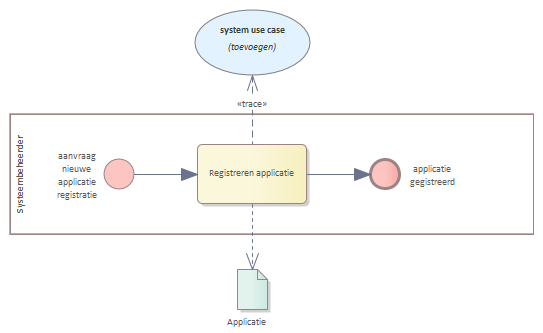 system use case
(toevoegen)
«trace»
Systeembeheerder
aanvraag
nieuwe
applicatie
registratie
Registreren applicatie
applicatie
gegistreerd
Applicatie